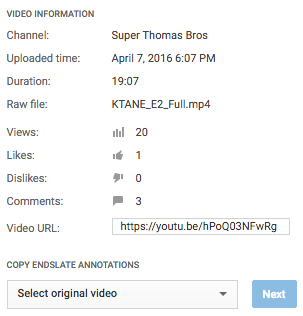 VIDEO INFORMATION
Channel: Super Thomas Bros
Uploaded time: April 7, 2016 6:07 PM
Duration: 19:07
Raw file: KTANE_E2_Full.mp4
Views: 20
Likes: 1
Dislikes: 0
Comments: 3
Video URL: https://youtu.be/hPoQ03NFwRg
COPY ENDSLATE ANNOTATIONS
Select original video Next